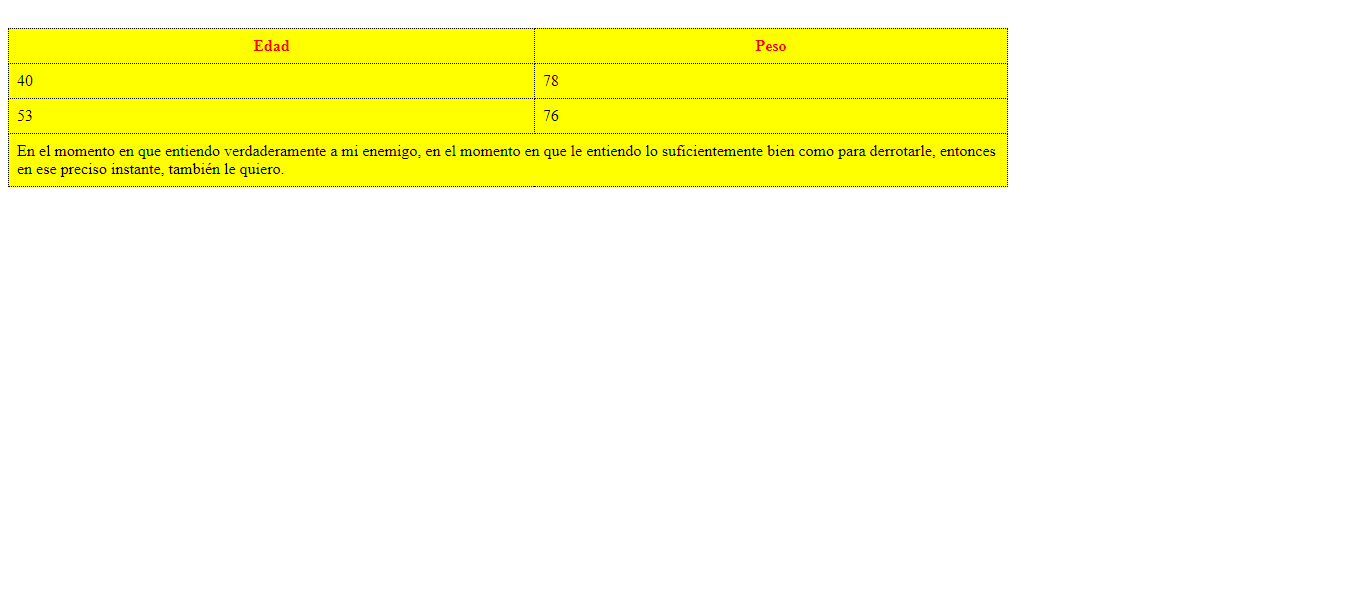 Edad Peso
40 78
53 76
En el momento en que entiendo verdaderamente a mi enemigo, en el momento en que le entiendo lo suficientemente bien como para derrotarle, entonces
en ese preciso instante, también le quiero.